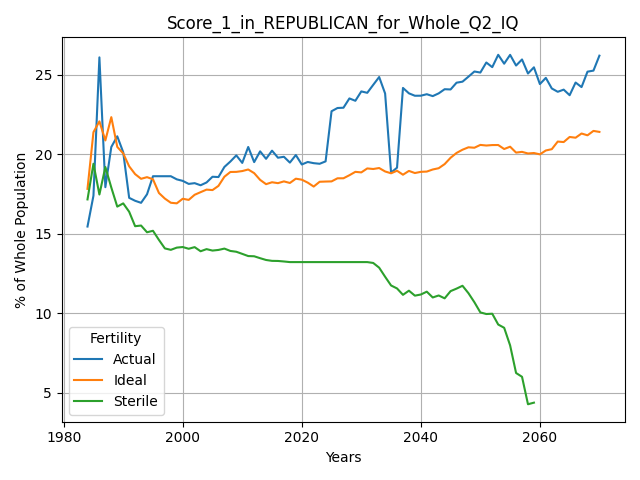 Score_1_in_REPUBLICAN_for_Whole_Q2_IQ
25
20
15
10
5
% of Whole Population
Fertility
Actual
Ideal
Sterile
1980 2000 2020 2040 2060
Years